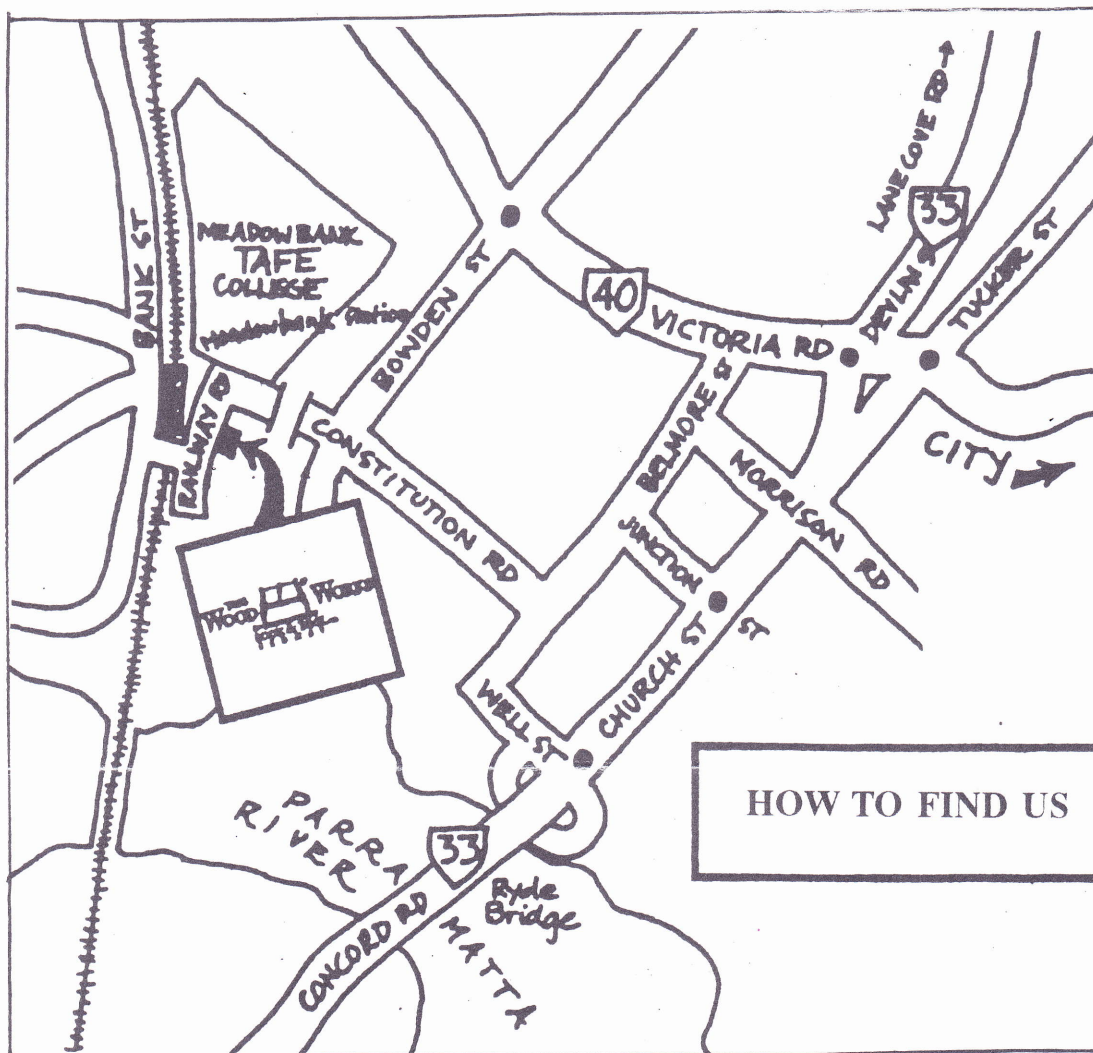 LANE COVE RD
33
BANK ST
MEADOWBANK
TAFE
COLLEGE
Meadowbank Station
BOWDEN ST
40
VICTORIA RD
DEVLIN St
TUCKER ST
RAILWAY RD
CONSTITUTION RD
BELMORE St
MORRISON RD
CITY
JUNCTION ST
THE
WOOD WORKS
CHURCH ST
WELL ST
HOW TO FIND US
PARRA MATTA
RIVER
33
Ryde
Bridge
CONCORD RD